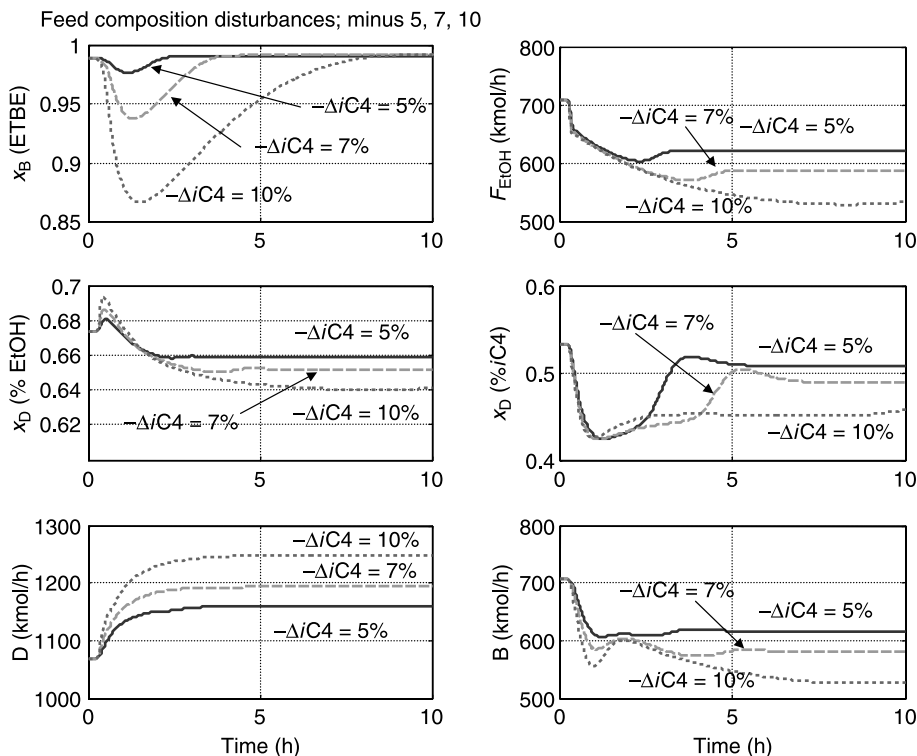 Feed composition disturbances; minus 5, 7, 10
1
0.95
0.9
0.85
x_B (ETBE)
−ΔiC4 = 5%
−ΔiC4 = 7%
−ΔiC4 = 10%
0 5 10
800
700
600
500
F_EtOH (kmol/h)
−ΔiC4 = 7%
−ΔiC4 = 5%
−ΔiC4 = 10%
0 5 10
0.7
0.68
0.66
0.64
0.62
x_D (% EtOH)
−ΔiC4 = 5%
−ΔiC4 = 7%
−ΔiC4 = 10%
0 5 10
0.6
0.5
0.4
x_D (%iC4)
−ΔiC4 = 7%
−ΔiC4 = 5%
−ΔiC4 = 10%
0 5 10
1300
1200
1100
1000
D (kmol/h)
−ΔiC4 = 10%
−ΔiC4 = 7%
−ΔiC4 = 5%
0 5 10
Time (h)
800
700
600
500
B (kmol/h)
−ΔiC4 = 7%
−ΔiC4 = 5%
−ΔiC4 = 10%
0 5 10
Time (h)